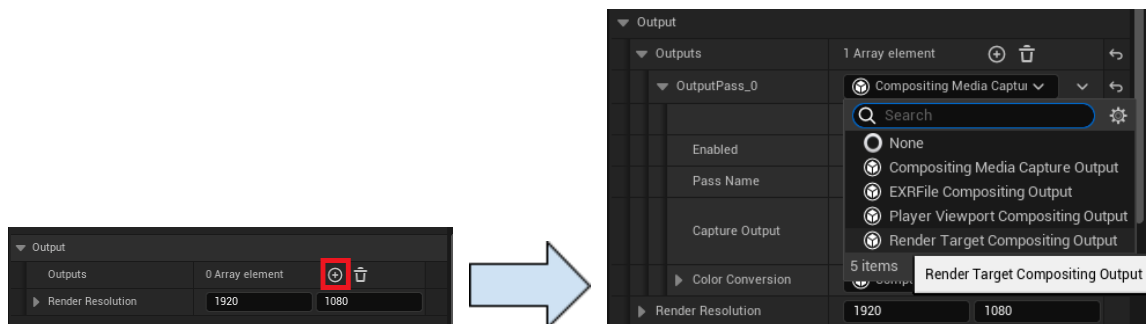 Output
Outputs
0 Array element
Render Resolution
1920
1080
Output
Outputs
1 Array element
OutputPass_0
Compositing Media Captur
Search
None
Enabled
Compositing Media Capture Output
Pass Name
EXRFile Compositing Output
Player Viewport Compositing Output
Capture Output
Render Target Compositing Output
5 items
Render Target Compositing Output
Color Conversion
Render Resolution
1920
1080